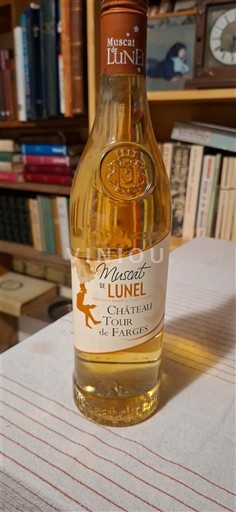 Muscat
de
LUNEL
VINIOU
Muscat
DE LUNEL
CHÂTEAU
TOUR
de FARGES